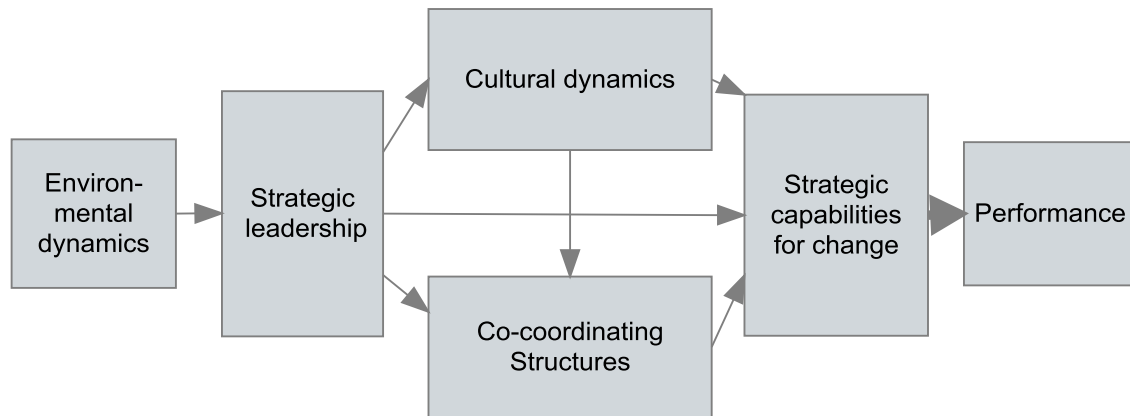 Environ-
mental
dynamics
Strategic
leadership
Cultural dynamics
Co-coordinating
Structures
Strategic
capabilities
for change
Performance